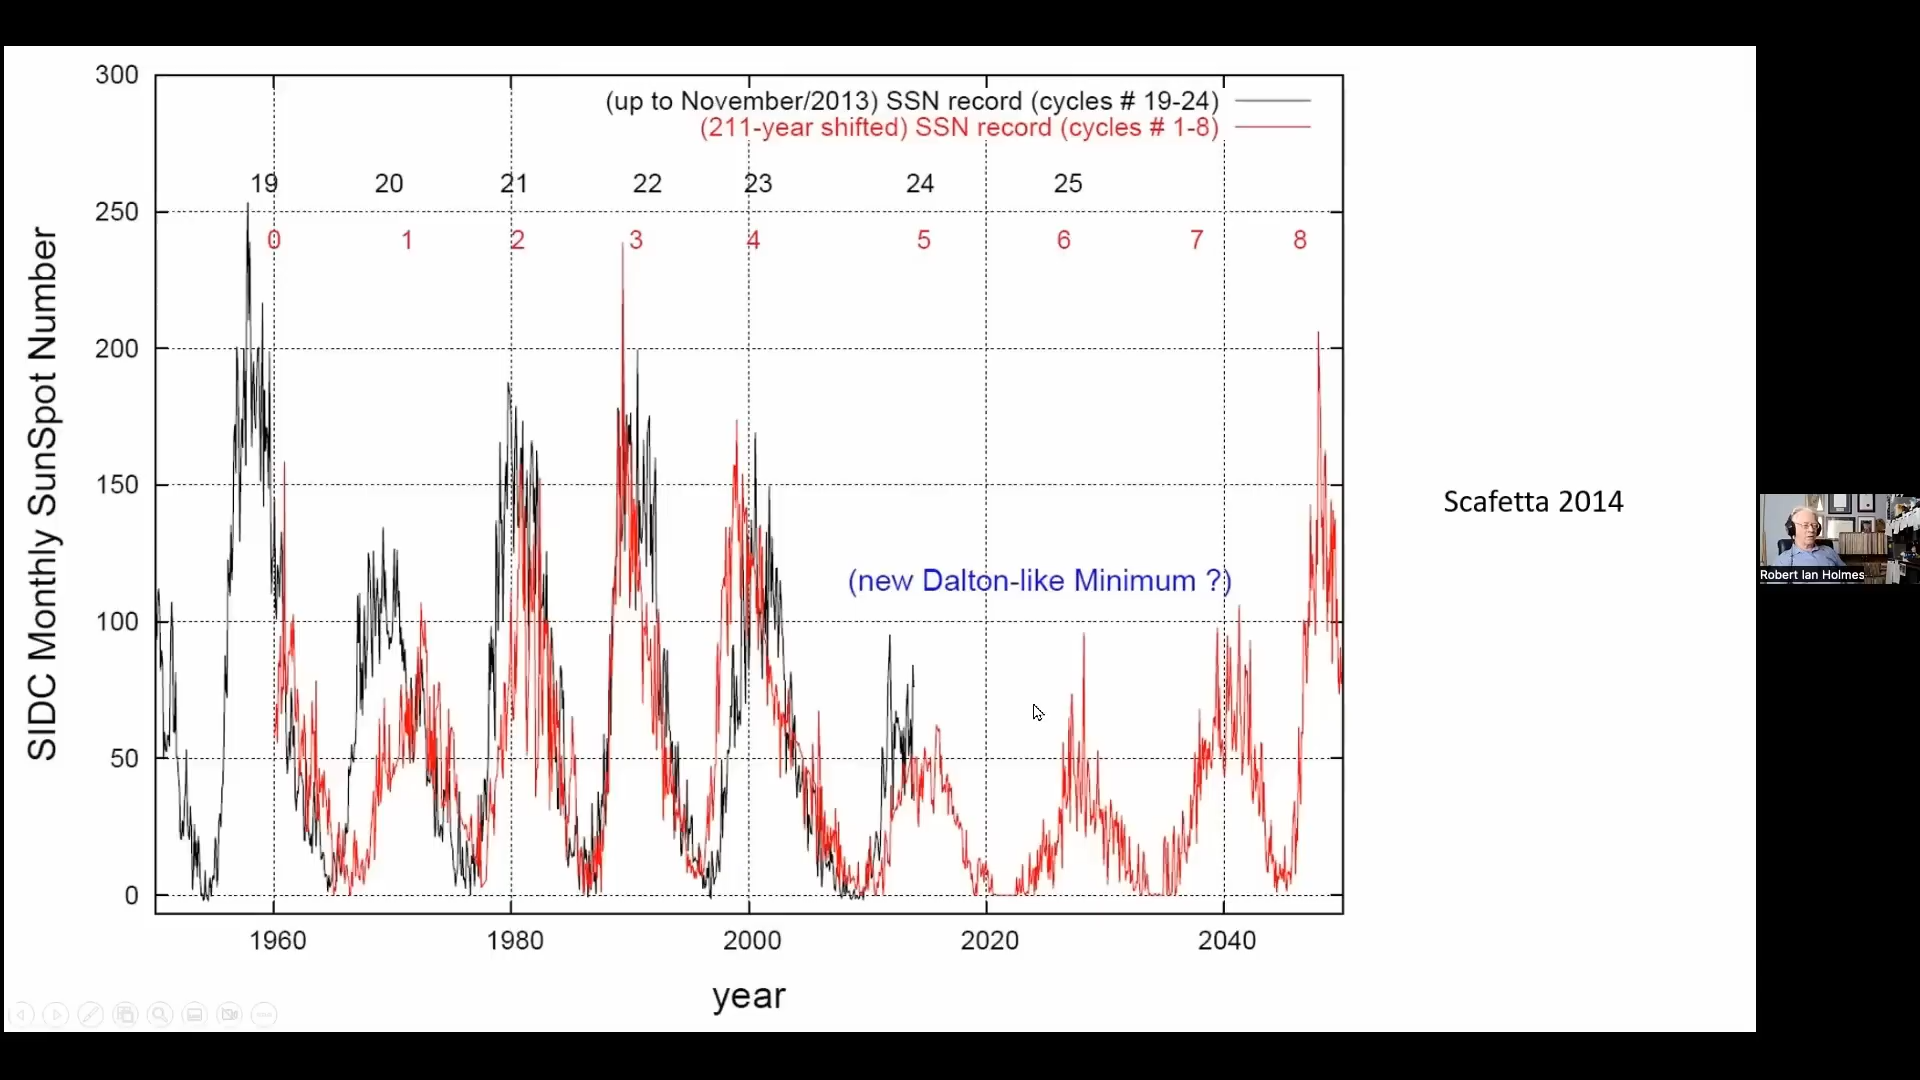 300
(up to November/2013) SSN record (cycles # 19-24)
(211-year shifted) SSN record (cycles # 1-8)
19 20 21 22 23 24 25
250
0 1 2 3 4 5 6 7 8
SIDC Monthly SunSpot Number
200
150
Scafetta 2014
(new Dalton-like Minimum ?)
Robert Ian Holmes
100
50
0
1960 1980 2000 2020 2040
year